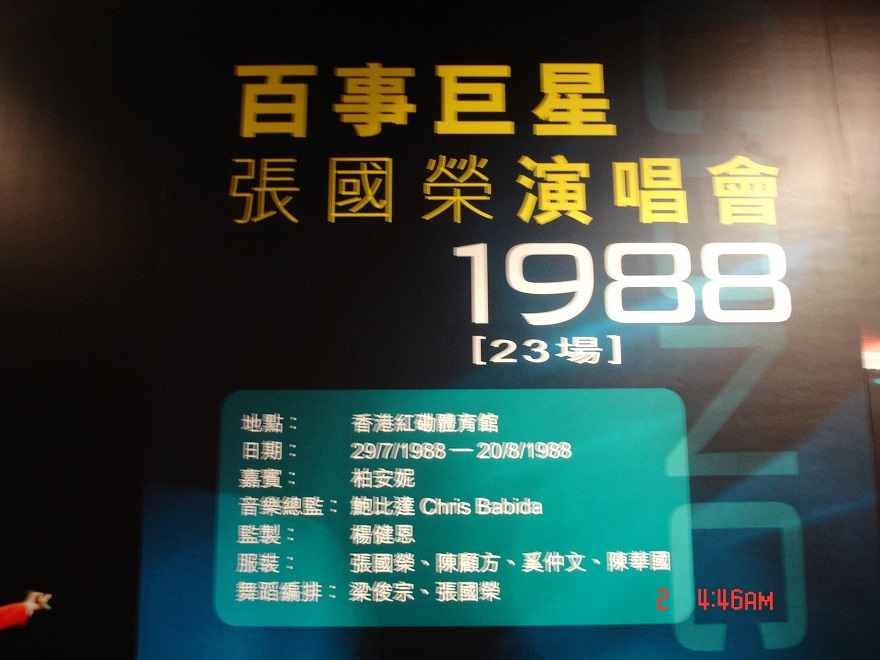 百事巨星
張國榮演唱會
1988
[23場]
地點： 香港紅磡體育館
日期： 29/7/1988 — 20/8/1988
嘉賓： 柏安妮
音樂總監： 鮑比達 Chris Babida
監製： 楊健恩
服裝： 張國榮、陳顧方、奚仲文、陳華國
舞蹈編排： 梁俊宗、張國榮
2 4:46AM